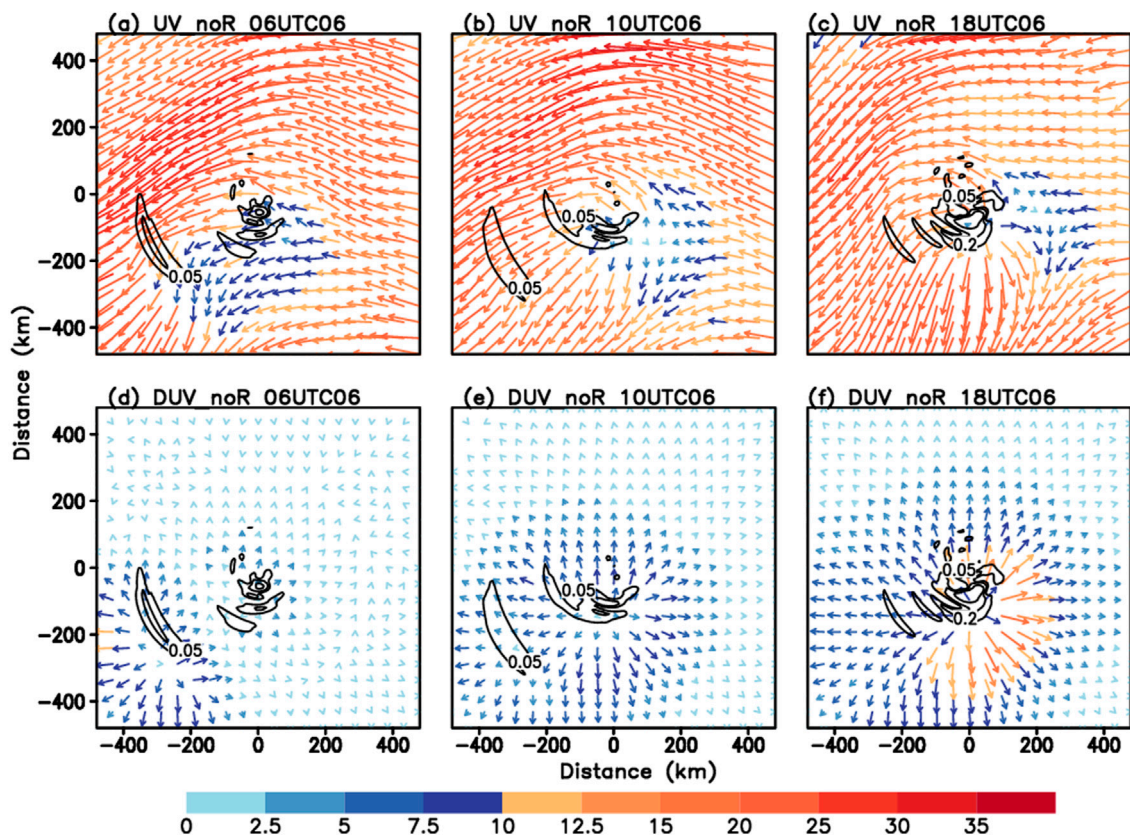 (a) UV_noR 06UTC06
(b) UV_noR 10UTC06
(c) UV_noR 18UTC06
400
200
0
−200
−400
0.05
0.05
0.05
0.05
0.2
Distance (km)
(d) DUV_noR 06UTC06
(e) DUV_noR 10UTC06
(f) DUV_noR 18UTC06
400
200
0
−200
−400
0.05
0.05
0.05
0.05
0.2
−400 −200 0 200 400
−400 −200 0 200 400
−400 −200 0 200 400
Distance (km)
0 2.5 5 7.5 10 12.5 15 20 25 30 35